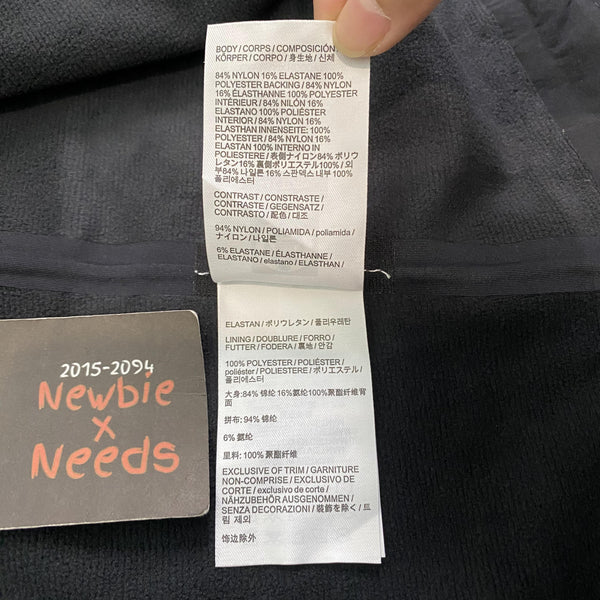 BODY / CORPS / COMPOSICIÓN
KÖRPER / CORPO / 身生地 / 신체
84% NYLON 16% ELASTANE 100%
POLYESTER BACKING / 84% NYLON
16% ÉLASTHANNE 100% POLYESTER
INTÉRIEUR / 84% NILÓN 16%
ELASTANO 100% POLIÉSTER
INTERIOR / 84% NYLON 16%
ELASTHAN INNENSEITE: 100%
POLYESTER / 84% NYLON 16%
ELASTAN 100% INTERNO IN
POLIESTERE / 表側ナイロン84% ポリウ
レタン16% 裏側ポリエステル100% / 외
부84% 나일론 16% 스판덱스 내부 100%
폴리에스터
CONTRAST / CONSTRASTE /
CONTRASTE / GEGENSATZ /
CONTRASTO / 配色 / 대조
94% NYLON / POLIAMIDA / poliamida /
ナイロン / 나일론
6% ELASTANE / ÉLASTHANNE /
ELASTANO / elastano / ELASTHAN /
ELASTAN / ポリウレタン / 폴리우레탄
LINING / DOUBLURE / FORRO /
FUTTER / FODERA / 裏地 / 안감
100% POLYESTER / POLIÉSTER /
poliéster / POLIESTERE / ポリエステル /
폴리에스터
大身:84% 锦纶 16%氨纶100%聚酯纤维背
面
拼布: 94% 锦纶
6% 氨纶
里料: 100% 聚酯纤维
EXCLUSIVE OF TRIM / GARNITURE
NON-COMPRISE / EXCLUSIVO DE
CORTE / exclusivo de corte /
NÄHZUBEHÖR AUSGENOMMEN /
SENZA DECORAZIONI / 装飾を除く / 트
림 제외
饰边除外
2015-2094
Newbie
x
Needs